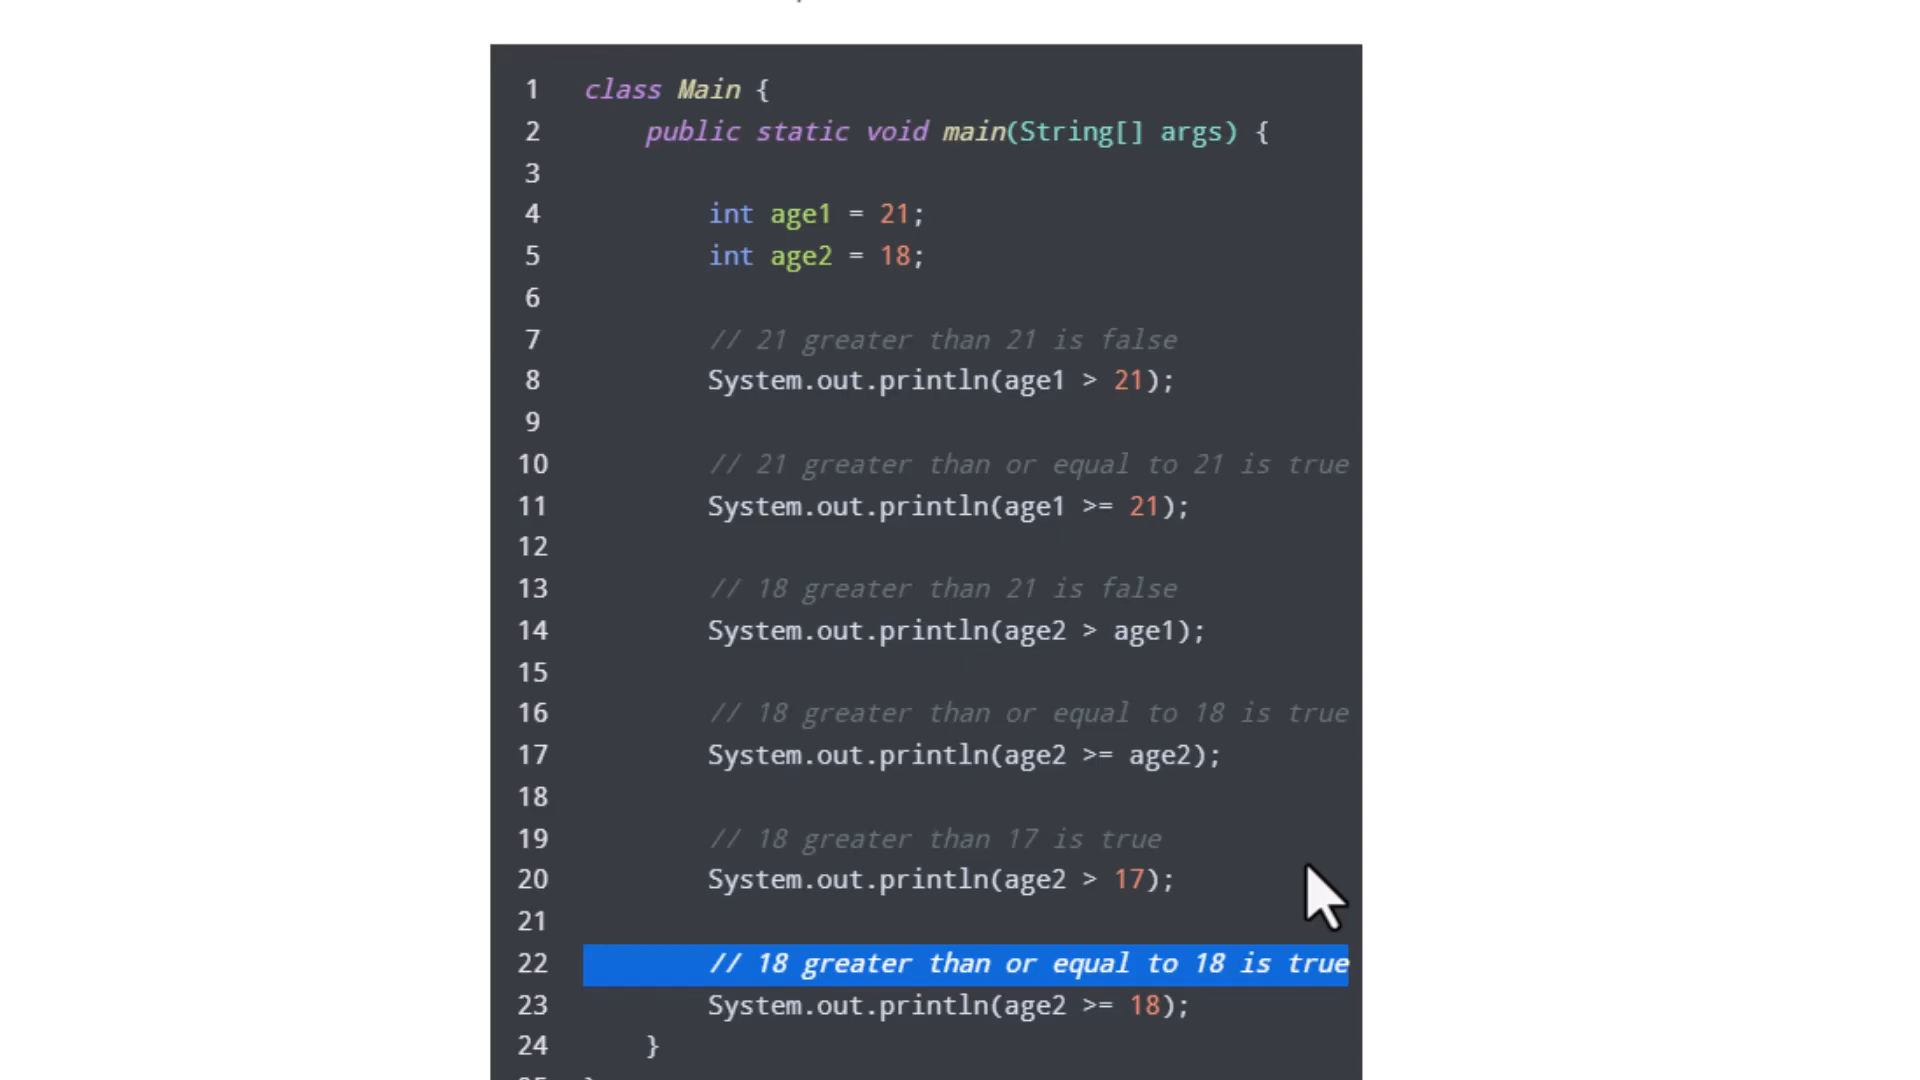 1 class Main {
2 public static void main(String[] args) {
3
4 int age1 = 21;
5 int age2 = 18;
6
7 // 21 greater than 21 is false
8 System.out.println(age1 > 21);
9
10 // 21 greater than or equal to 21 is true
11 System.out.println(age1 >= 21);
12
13 // 18 greater than 21 is false
14 System.out.println(age2 > age1);
15
16 // 18 greater than or equal to 18 is true
17 System.out.println(age2 >= age2);
18
19 // 18 greater than 17 is true
20 System.out.println(age2 > 17);
21
22 // 18 greater than or equal to 18 is true
23 System.out.println(age2 >= 18);
24 }